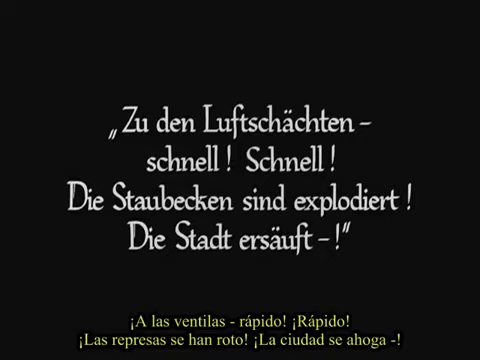 „Zu den Luftschächten –
schnell! Schnell!
Die Staubecken sind explodiert!
Die Stadt ersäuft –!“
¡A las ventilas - rápido! ¡Rápido!
¡Las represas se han roto! ¡La ciudad se ahoga -!